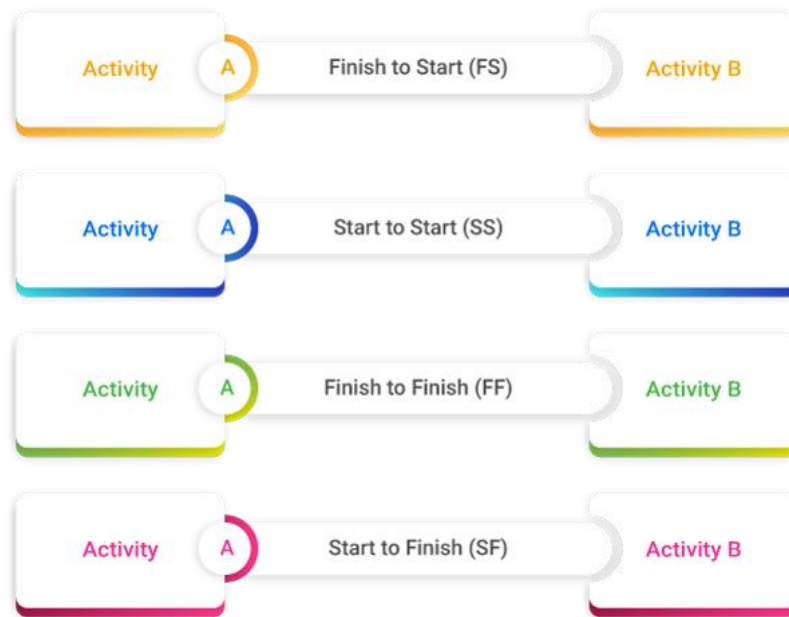 Activity A Finish to Start (FS) Activity B
Activity A Start to Start (SS) Activity B
Activity A Finish to Finish (FF) Activity B
Activity A Start to Finish (SF) Activity B